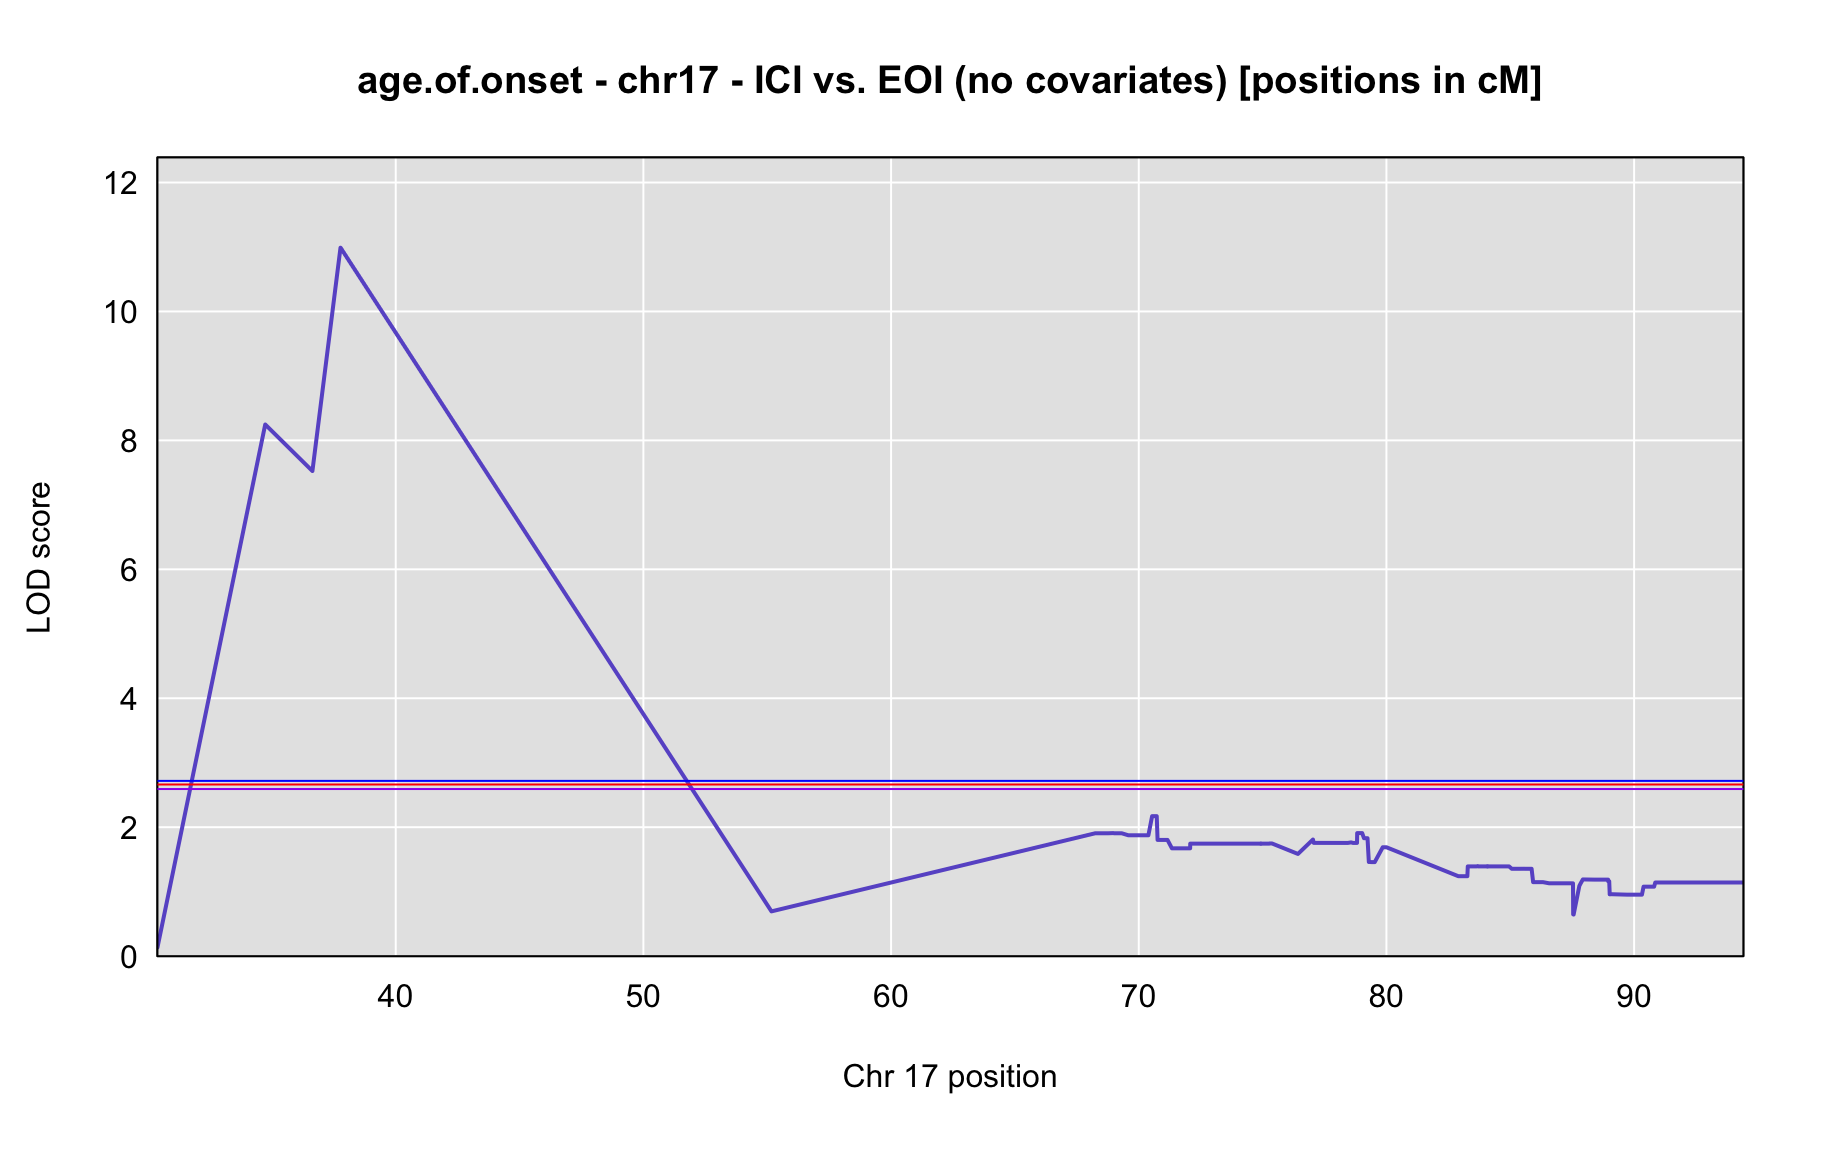 age.of.onset - chr17 - ICI vs. EOI (no covariates) [positions in cM]
12
10
8
6
4
2
0
LOD score
40 50 60 70 80 90
Chr 17 position